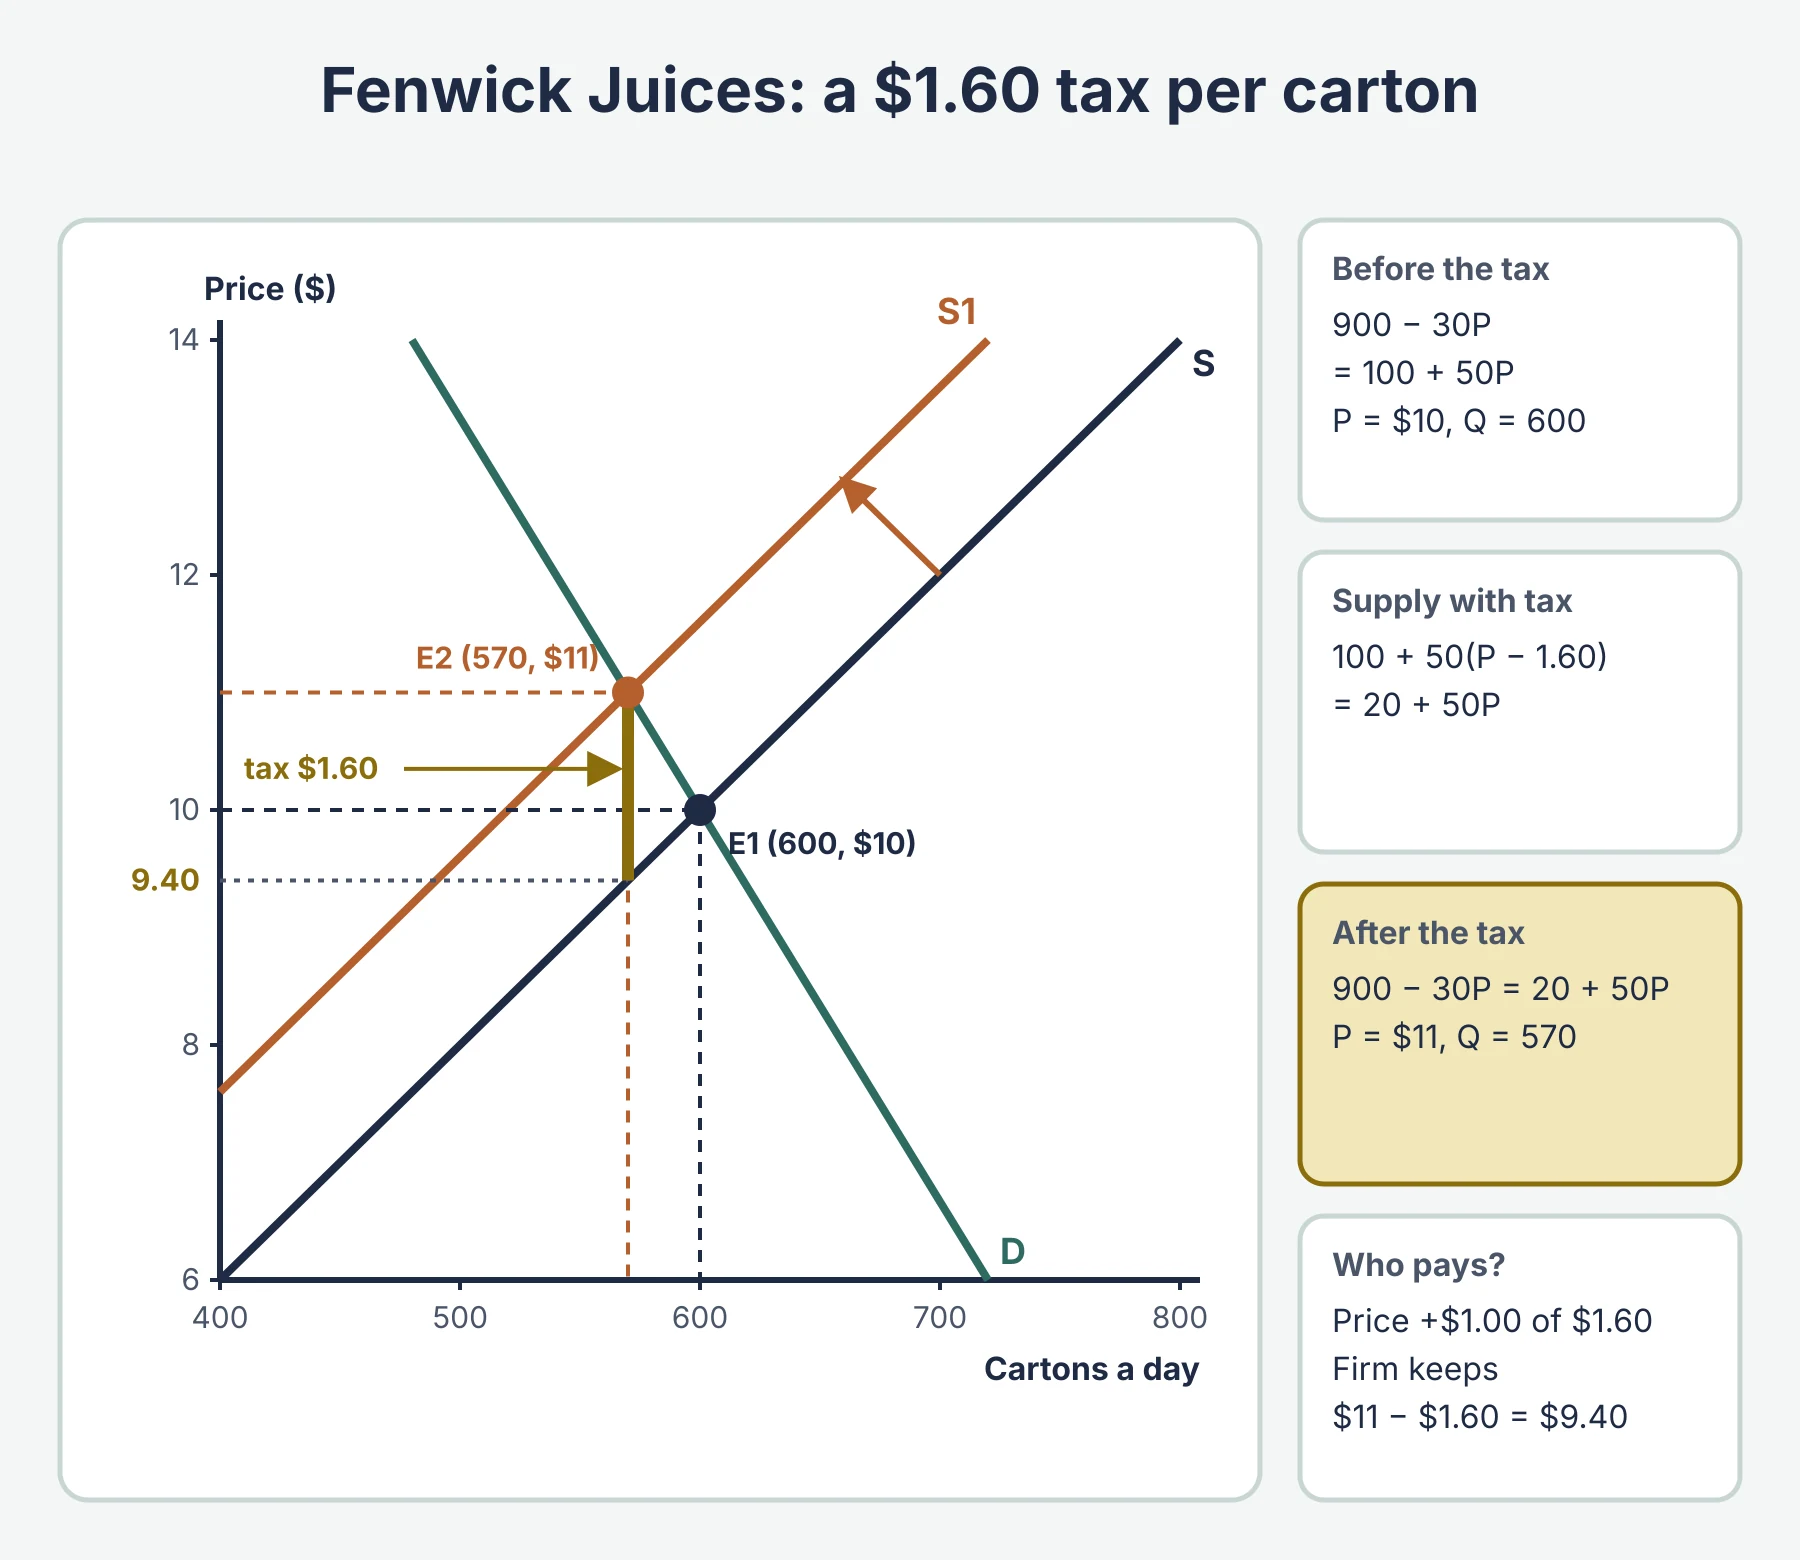 Fenwick Juices: a $1.60 tax per carton
Price ($)
14
12
10
9.40
8
6
400
500
600
700
800
Cartons a day
S1
S
D
E2 (570, $11)
tax $1.60
E1 (600, $10)
Before the tax
900 − 30P
= 100 + 50P
P = $10, Q = 600
Supply with tax
100 + 50(P − 1.60)
= 20 + 50P
After the tax
900 − 30P = 20 + 50P
P = $11, Q = 570
Who pays?
Price +$1.00 of $1.60
Firm keeps
$11 − $1.60 = $9.40